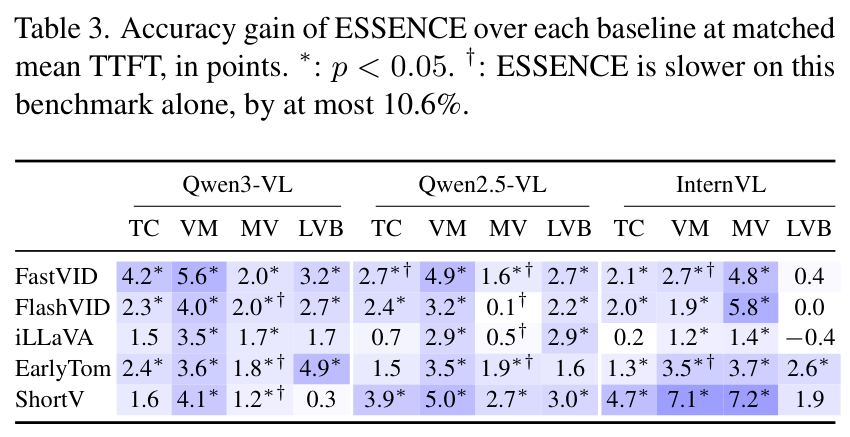 Table 3. Accuracy gain of ESSENCE over each baseline at matched
mean TTFT, in points. *: p < 0.05. †: ESSENCE is slower on this
benchmark alone, by at most 10.6%.
Qwen3-VL Qwen2.5-VL InternVL
TC VM MV LVB TC VM MV LVB TC VM MV LVB
FastVID 4.2* 5.6* 2.0* 3.2* 2.7*† 4.9* 1.6*† 2.7* 2.1* 2.7*† 4.8* 0.4
FlashVID 2.3* 4.0* 2.0*† 2.7* 2.4* 3.2* 0.1† 2.2* 2.0* 1.9* 5.8* 0.0
iLLaVA 1.5 3.5* 1.7* 1.7 0.7 2.9* 0.5† 2.9* 0.2 1.2* 1.4* −0.4
EarlyTom 2.4* 3.6* 1.8*† 4.9* 1.5 3.5* 1.9*† 1.6 1.3* 3.5*† 3.7* 2.6*
ShortV 1.6 4.1* 1.2*† 0.3 3.9* 5.0* 2.7* 3.0* 4.7* 7.1* 7.2* 1.9